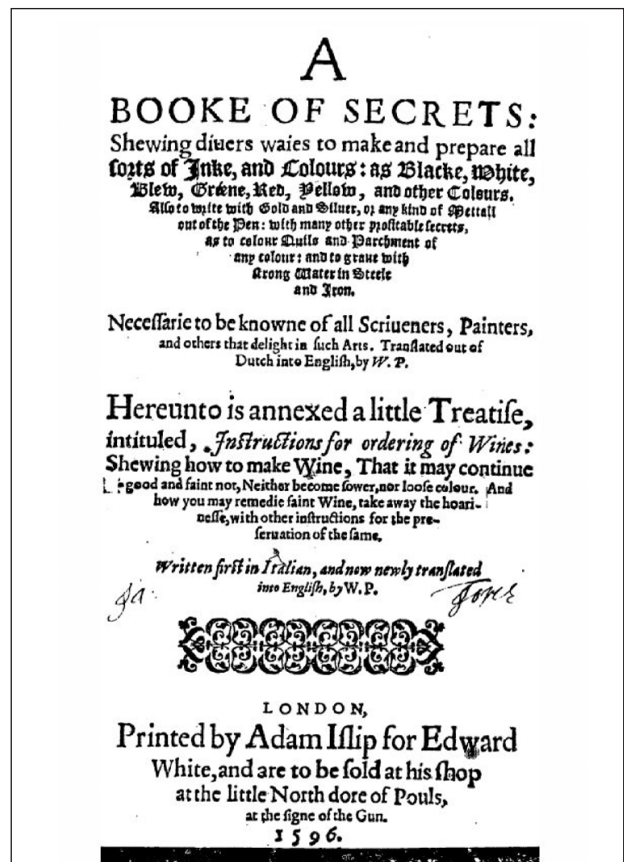 A
BOOKE OF SECRETS:
Shewing diuers waies to make and prepare all
sorts of Inke, and Colours: as Blacke, White,
Blew, Gréene, Red, Yellow, and other Colours.
Also to write with Gold and Siluer, or any kind of Mettall
out of the Pen: with many other profitable secrets,
as to colour Quils and Parchment of
any colour: and to graue with
strong Water in Steele
and Iron.
Necessarie to be knowne of all Scriueners, Painters,
and others that delight in such Arts. Translated out of
Dutch into English, by W. P.
Hereunto is annexed a little Treatise,
intituled, Instructions for ordering of Wines:
Shewing how to make Wine, That it may continue
good and faint not, Neither become sower, nor loose colour. And
how you may remedie faint Wine, take away the hoari-
nesse, with other instructions for the pre-
seruation of the same.
Written first in Italian, and now newly translated
into English, by W. P.
LONDON,
Printed by Adam Islip for Edward
White, and are to be sold at his shop
at the little North dore of Pouls,
at the signe of the Gun.
1596.